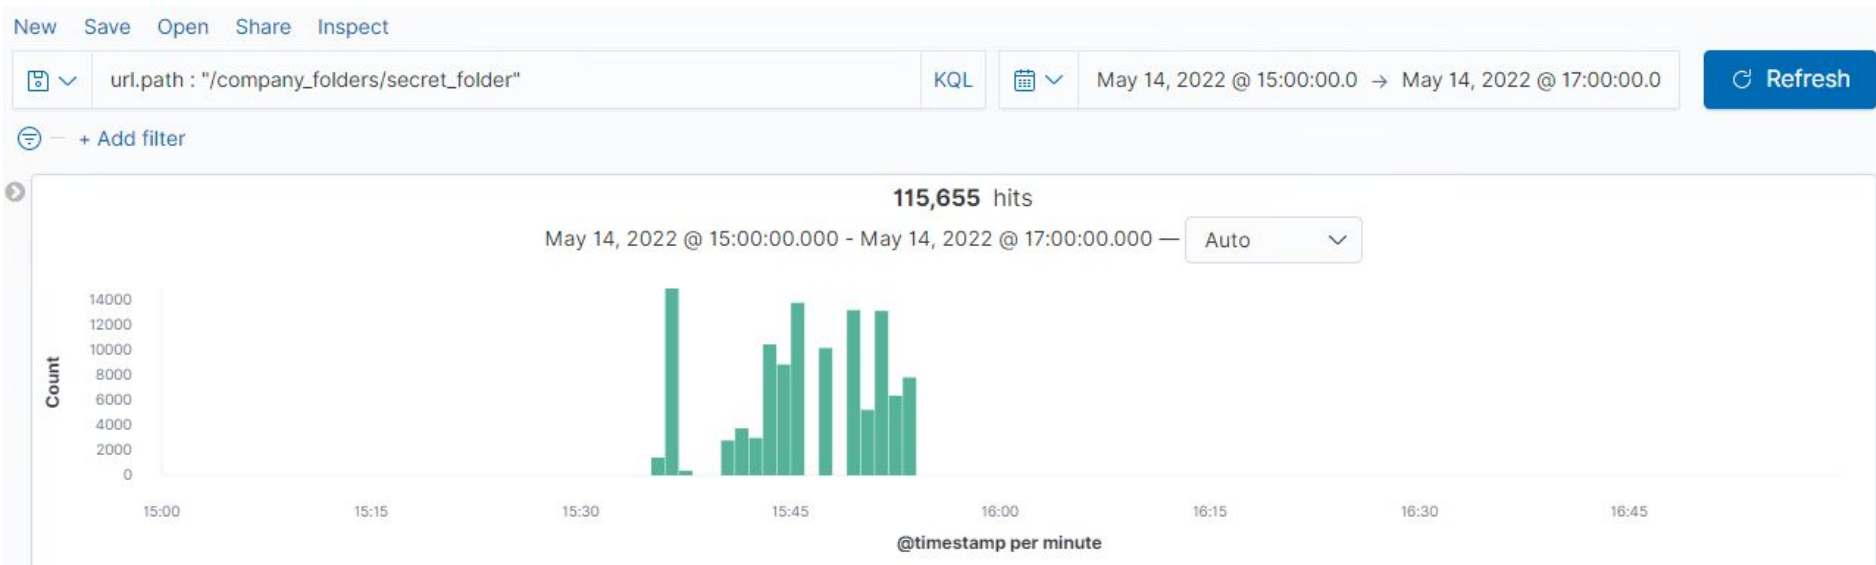 New Save Open Share Inspect
url.path : "/company_folders/secret_folder" KQL May 14, 2022 @ 15:00:00.0 → May 14, 2022 @ 17:00:00.0 Refresh
+ Add filter
115,655 hits
May 14, 2022 @ 15:00:00.000 - May 14, 2022 @ 17:00:00.000 — Auto
14000
12000
10000
8000
6000
4000
2000
0
Count
15:00 15:15 15:30 15:45 16:00 16:15 16:30 16:45
@timestamp per minute